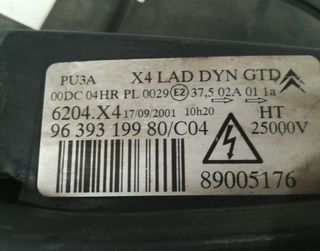 PU3A X4 LAD DYN GTD
00DC 04HR PL 0029 E2 37,5 02A 01 1a
6204.X4 17/09/2001 10h20 HT
96 393 199 80/C04 25000V
89005176